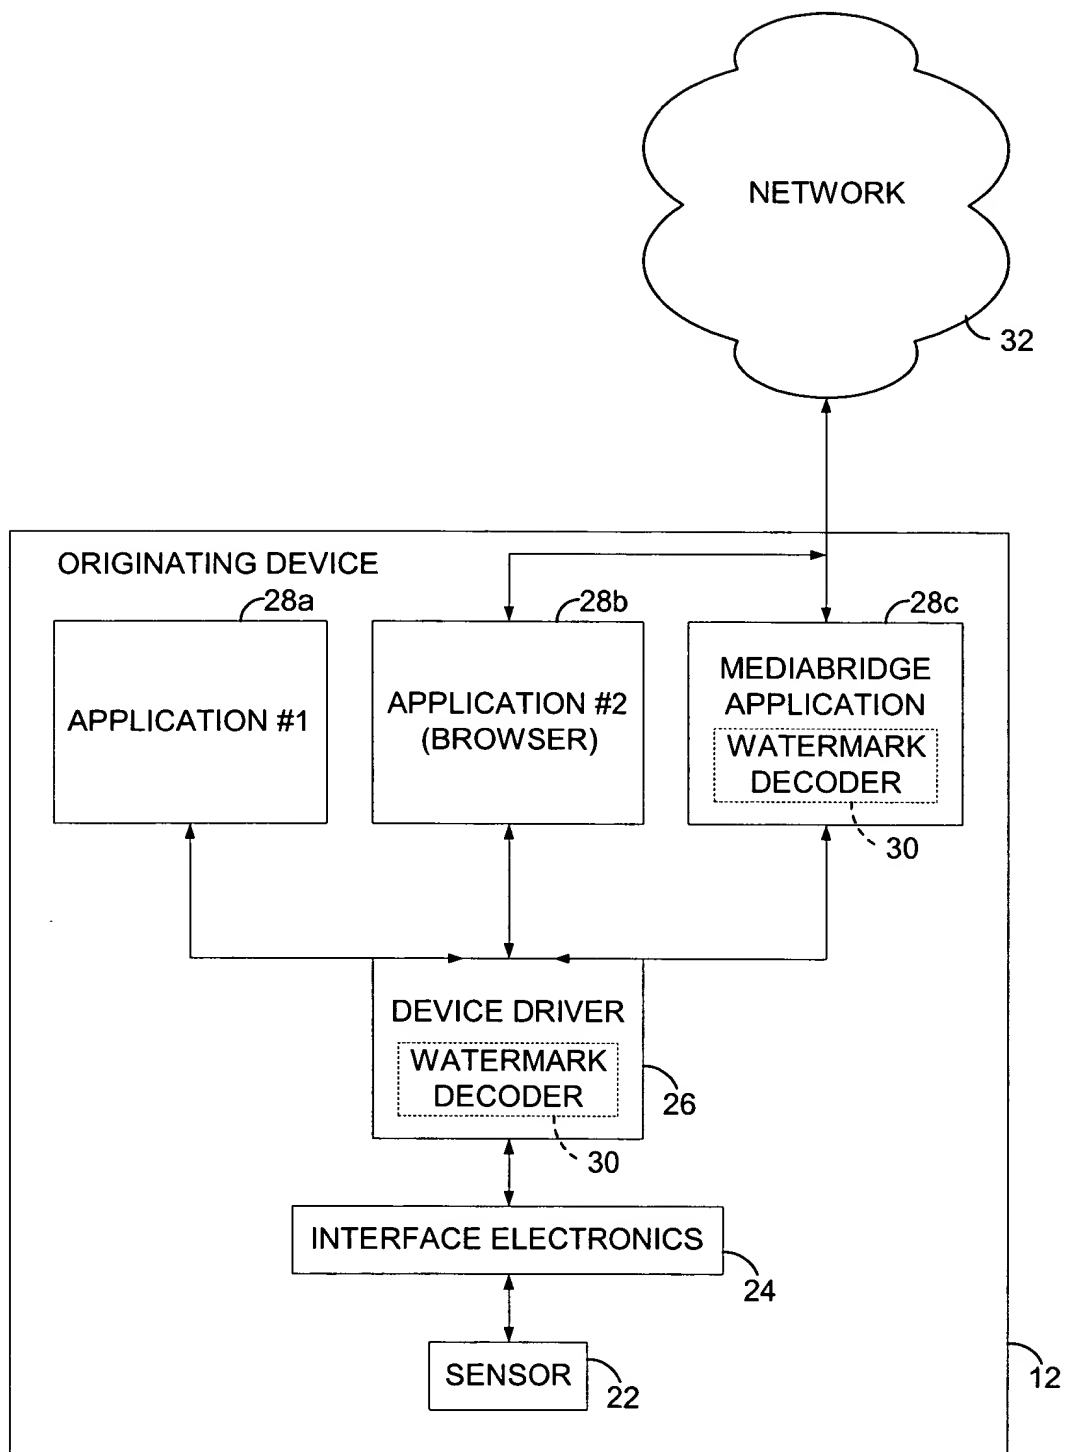 NETWORK
32
ORIGINATING DEVICE
28a
28b
28c
APPLICATION #1
APPLICATION #2
(BROWSER)
MEDIABRIDGE
APPLICATION
WATERMARK
DECODER
30
DEVICE DRIVER
WATERMARK
DECODER
26
30
INTERFACE ELECTRONICS
24
SENSOR
22
12